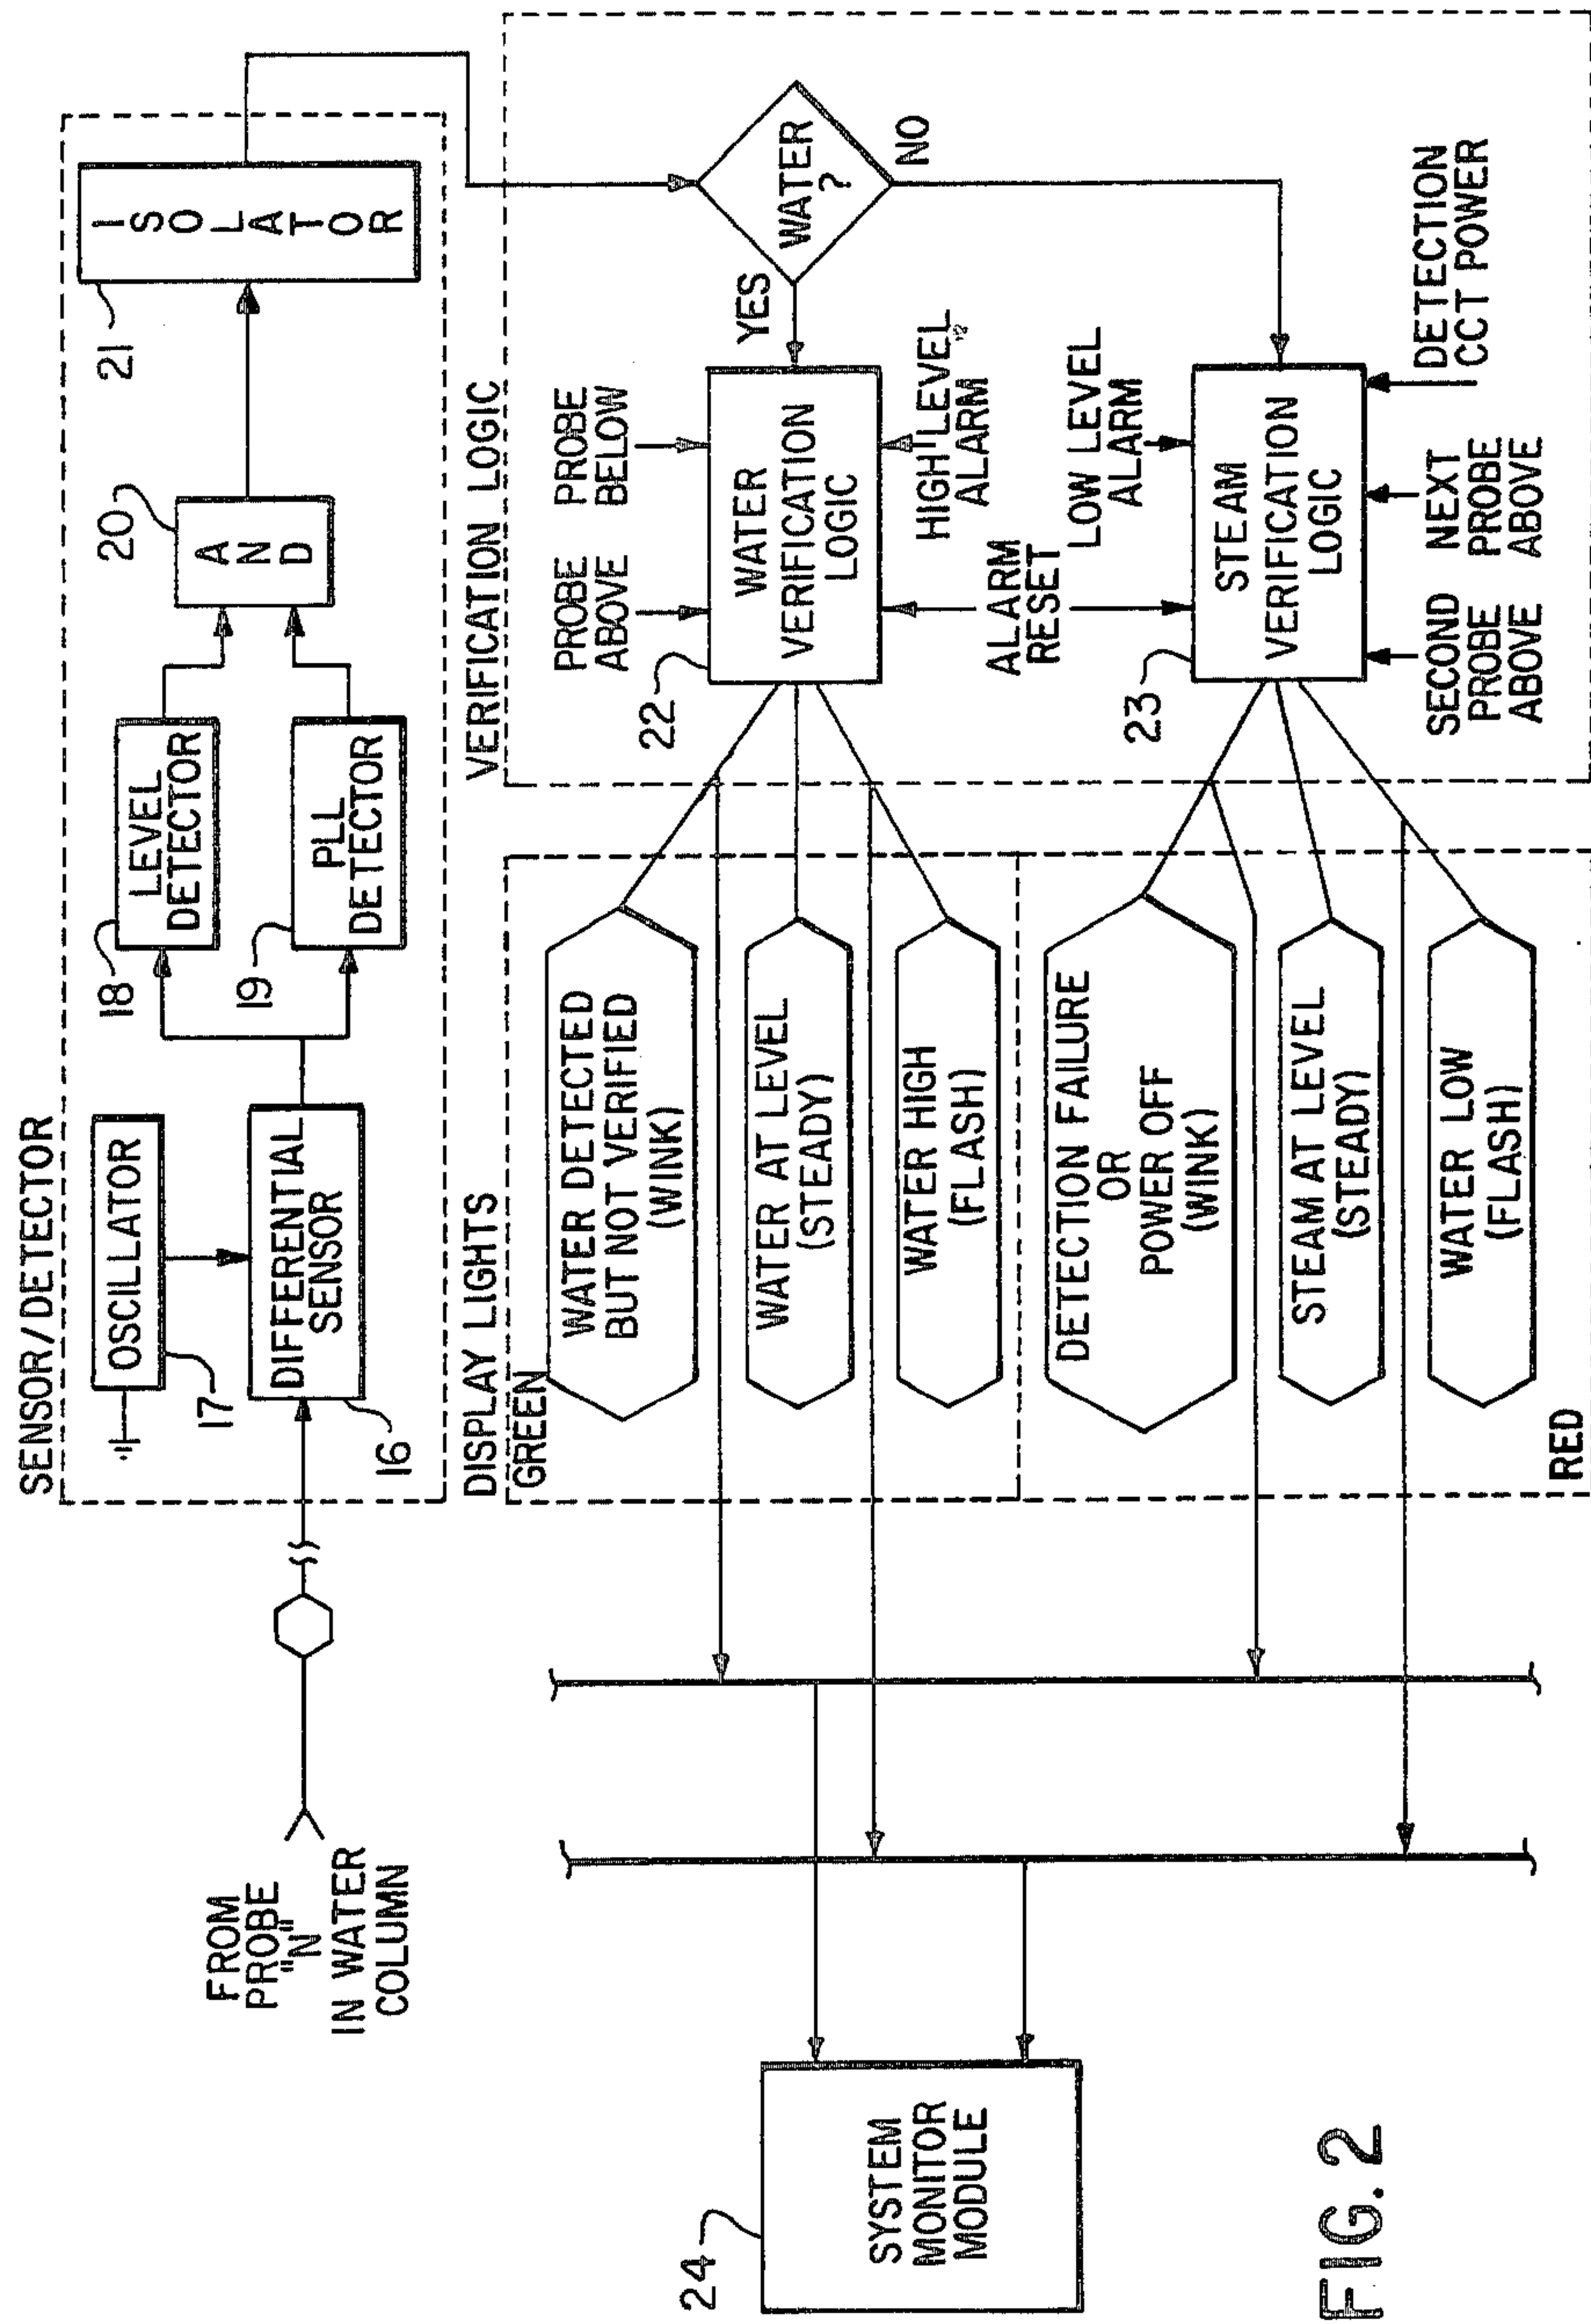 SENSOR/DETECTOR
FROM
PROBE
"N"
IN WATER
COLUMN
OSCILLATOR
17
DIFFERENTIAL
SENSOR
16
18
LEVEL
DETECTOR
19
PLL
DETECTOR
20
AND
21
ISOLATOR
VERIFICATION LOGIC
WATER
?
YES
NO
PROBE
ABOVE
PROBE
BELOW
22
WATER
VERIFICATION
LOGIC
HIGH LEVEL
ALARM
ALARM
RESET
LOW LEVEL
ALARM
23
STEAM
VERIFICATION
LOGIC
SECOND
PROBE
ABOVE
NEXT
PROBE
ABOVE
DETECTION
CCT POWER
DISPLAY LIGHTS
GREEN
WATER DETECTED
BUT NOT VERIFIED
(WINK)
WATER AT LEVEL
(STEADY)
WATER HIGH
(FLASH)
DETECTION FAILURE
OR
POWER OFF
(WINK)
STEAM AT LEVEL
(STEADY)
WATER LOW
(FLASH)
RED
24
SYSTEM
MONITOR
MODULE
FIG. 2